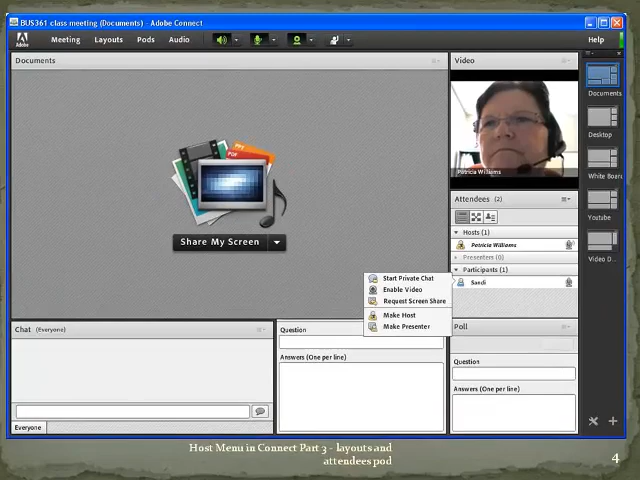 BUS361 class meeting (Documents) - Adobe Connect
Adobe
Meeting Layouts Pods Audio Help
Documents
Video
Patricia Williams
PDF
Share My Screen
Attendees (2)
Hosts (1)
Patricia Williams
Presenters (0)
Participants (1)
Sandi
Start Private Chat
Enable Video
Request Screen Share
Make Host
Make Presenter
Documents
Desktop
White Board
Youtube
Video D...
Chat (Everyone)
Everyone
Question
Answers (One per line)
Poll
Question
Answers (One per line)
Host Menu in Connect Part 3 - layouts and
attendees pod
4